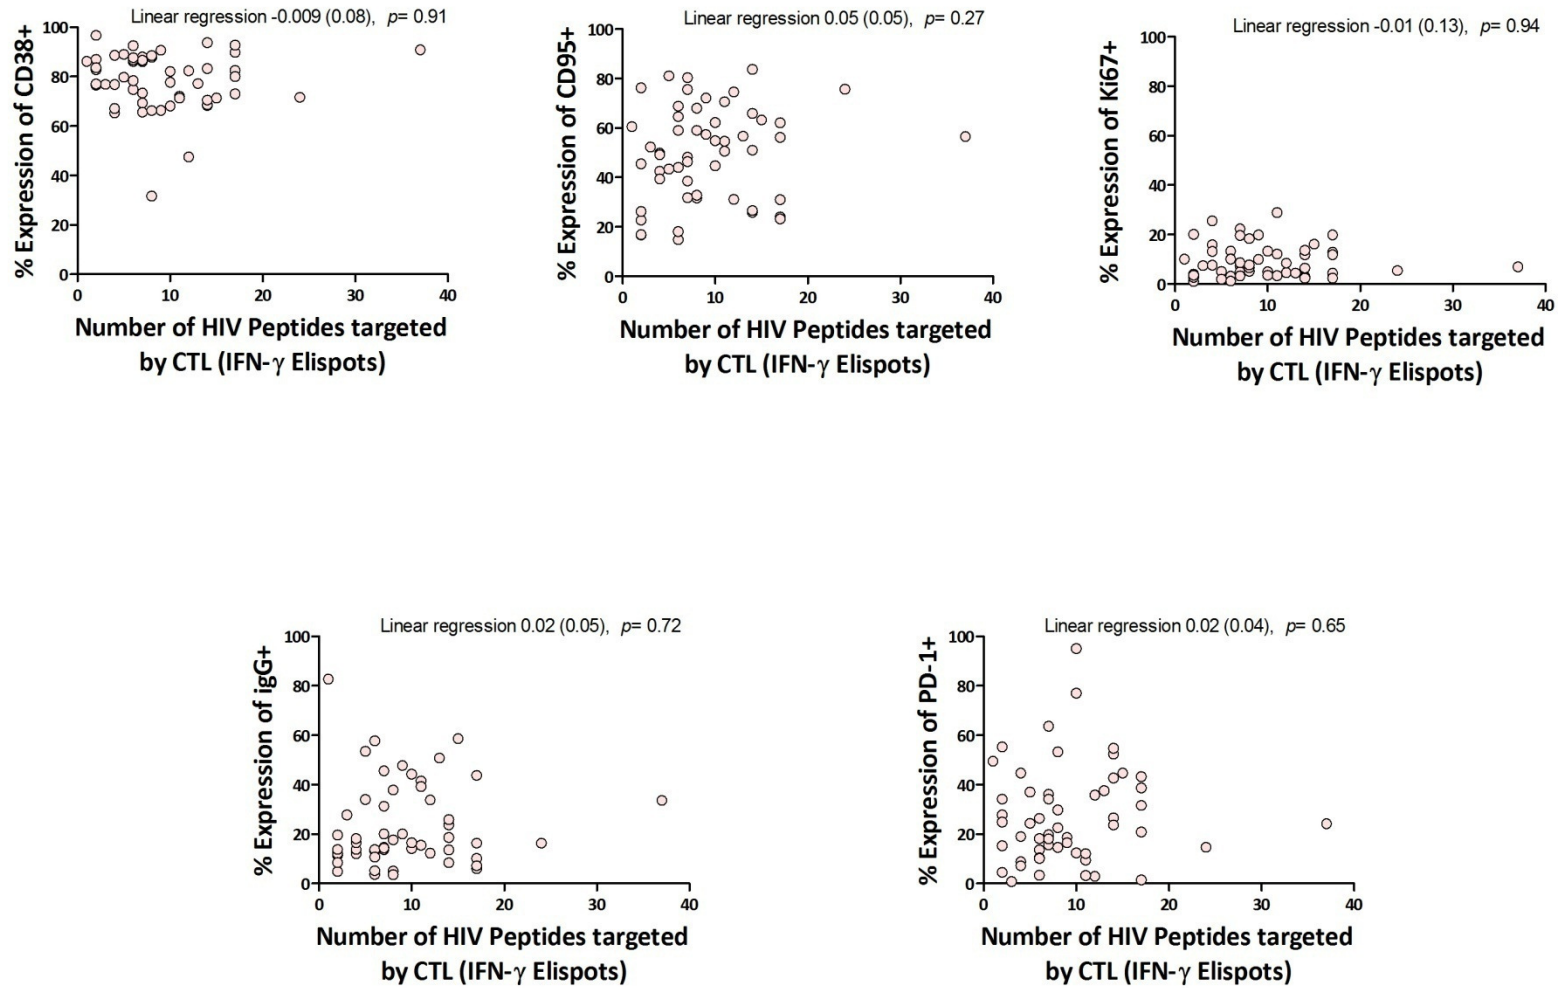 Linear regression -0.009 (0.08), p= 0.91
% Expression of CD38+
100
80
60
40
20
0
0 10 20 30 40
Number of HIV Peptides targeted
by CTL (IFN-γ Elispots)
Linear regression 0.05 (0.05), p= 0.27
% Expression of CD95+
100
80
60
40
20
0
0 10 20 30 40
Number of HIV Peptides targeted
by CTL (IFN-γ Elispots)
Linear regression -0.01 (0.13), p= 0.94
% Expression of Ki67+
100
80
60
40
20
0
0 10 20 30 40
Number of HIV Peptides targeted
by CTL (IFN-γ Elispots)
Linear regression 0.02 (0.05), p= 0.72
% Expression of igG+
100
80
60
40
20
0
0 10 20 30 40
Number of HIV Peptides targeted
by CTL (IFN-γ Elispots)
Linear regression 0.02 (0.04), p= 0.65
% Expression of PD-1+
100
80
60
40
20
0
0 10 20 30 40
Number of HIV Peptides targeted
by CTL (IFN-γ Elispots)